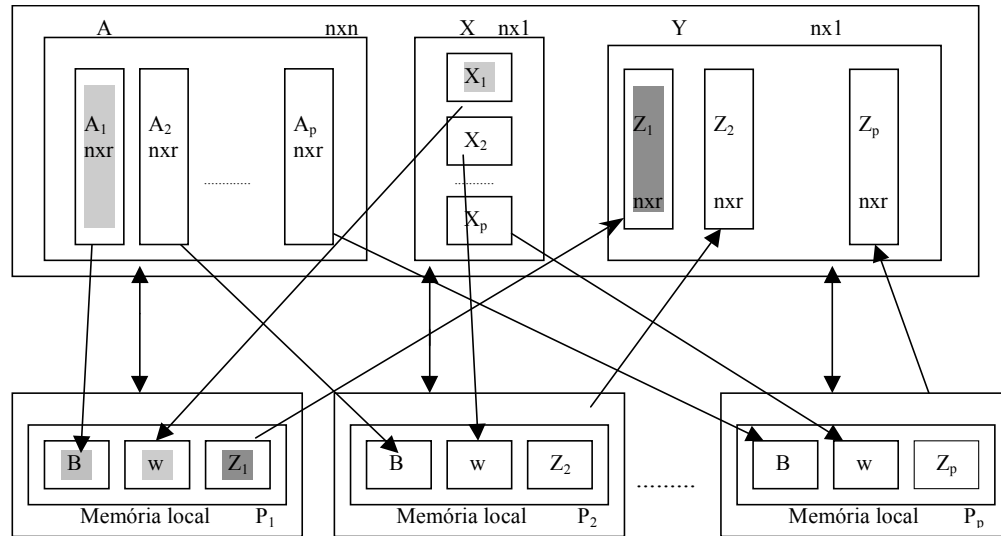 A nxn X nx1 Y nx1
X₁
A₁ A₂ Aₚ Z₁ Z₂ Zₚ
nxr nxr nxr X₂
............ ............
nxr nxr nxr
Xₚ
B w Z₁ B w Z₂ B w Zₚ
.........
Memória local P₁ Memória local P₂ Memória local Pₚ